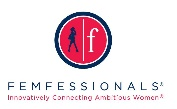 f
FEMFESSIONALS®
Innovatively Connecting Ambitious Women®